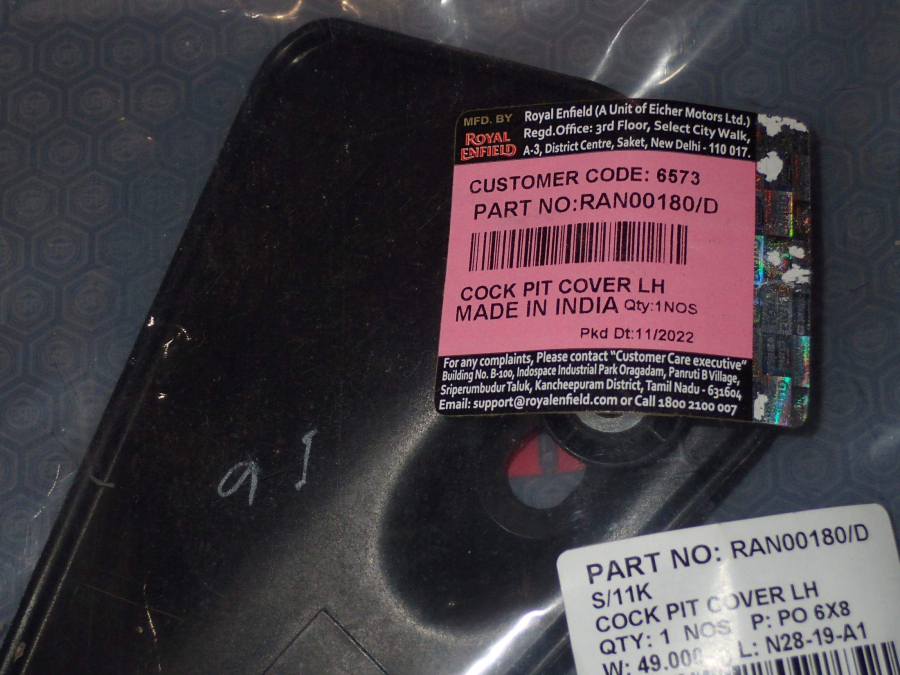 MFD. BY
ROYAL
ENFIELD
Royal Enfield (A Unit of Eicher Motors Ltd.)
Regd.Office: 3rd Floor, Select City Walk,
A-3, District Centre, Saket, New Delhi - 110 017.
CUSTOMER CODE: 6573
PART NO:RAN00180/D
COCK PIT COVER LH
MADE IN INDIA Qty:1NOS
Pkd Dt:11/2022
For any complaints, Please contact "Customer Care executive"
Building No. B-100, Indospace Industrial Park Oragadam, Panruti B Village,
Sriperumbudur Taluk, Kancheepuram District, Tamil Nadu - 631604
Email: support@royalenfield.com or Call 1800 2100 007
PART NO: RAN00180/D
S/11K
COCK PIT COVER LH
QTY: 1 NOS P: PO 6X8
W: 49.000 L: N28-19-A1